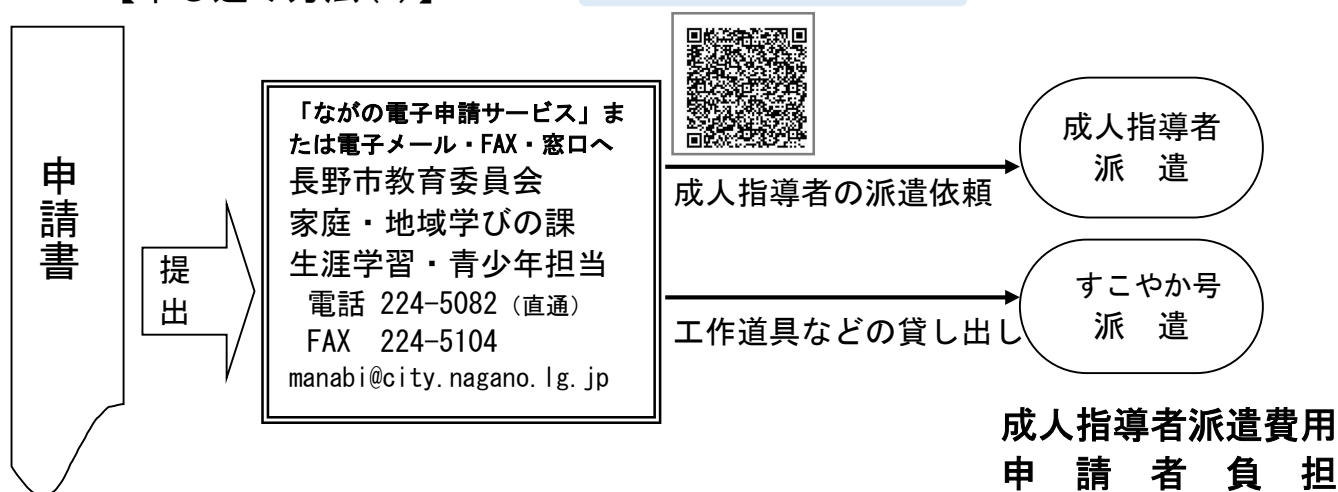 申請書
提出
「ながの電子申請サービス」ま
たは電子メール・FAX・窓口へ
長野市教育委員会
家庭・地域学びの課
生涯学習・青少年担当
電話 224-5082（直通）
FAX 224-5104
manabi@city.nagano.lg.jp
成人指導者の派遣依頼
工作道具などの貸し出し
成人指導者
派 遣
すこやか号
派 遣
成人指導者派遣費用
申 請 者 負 担